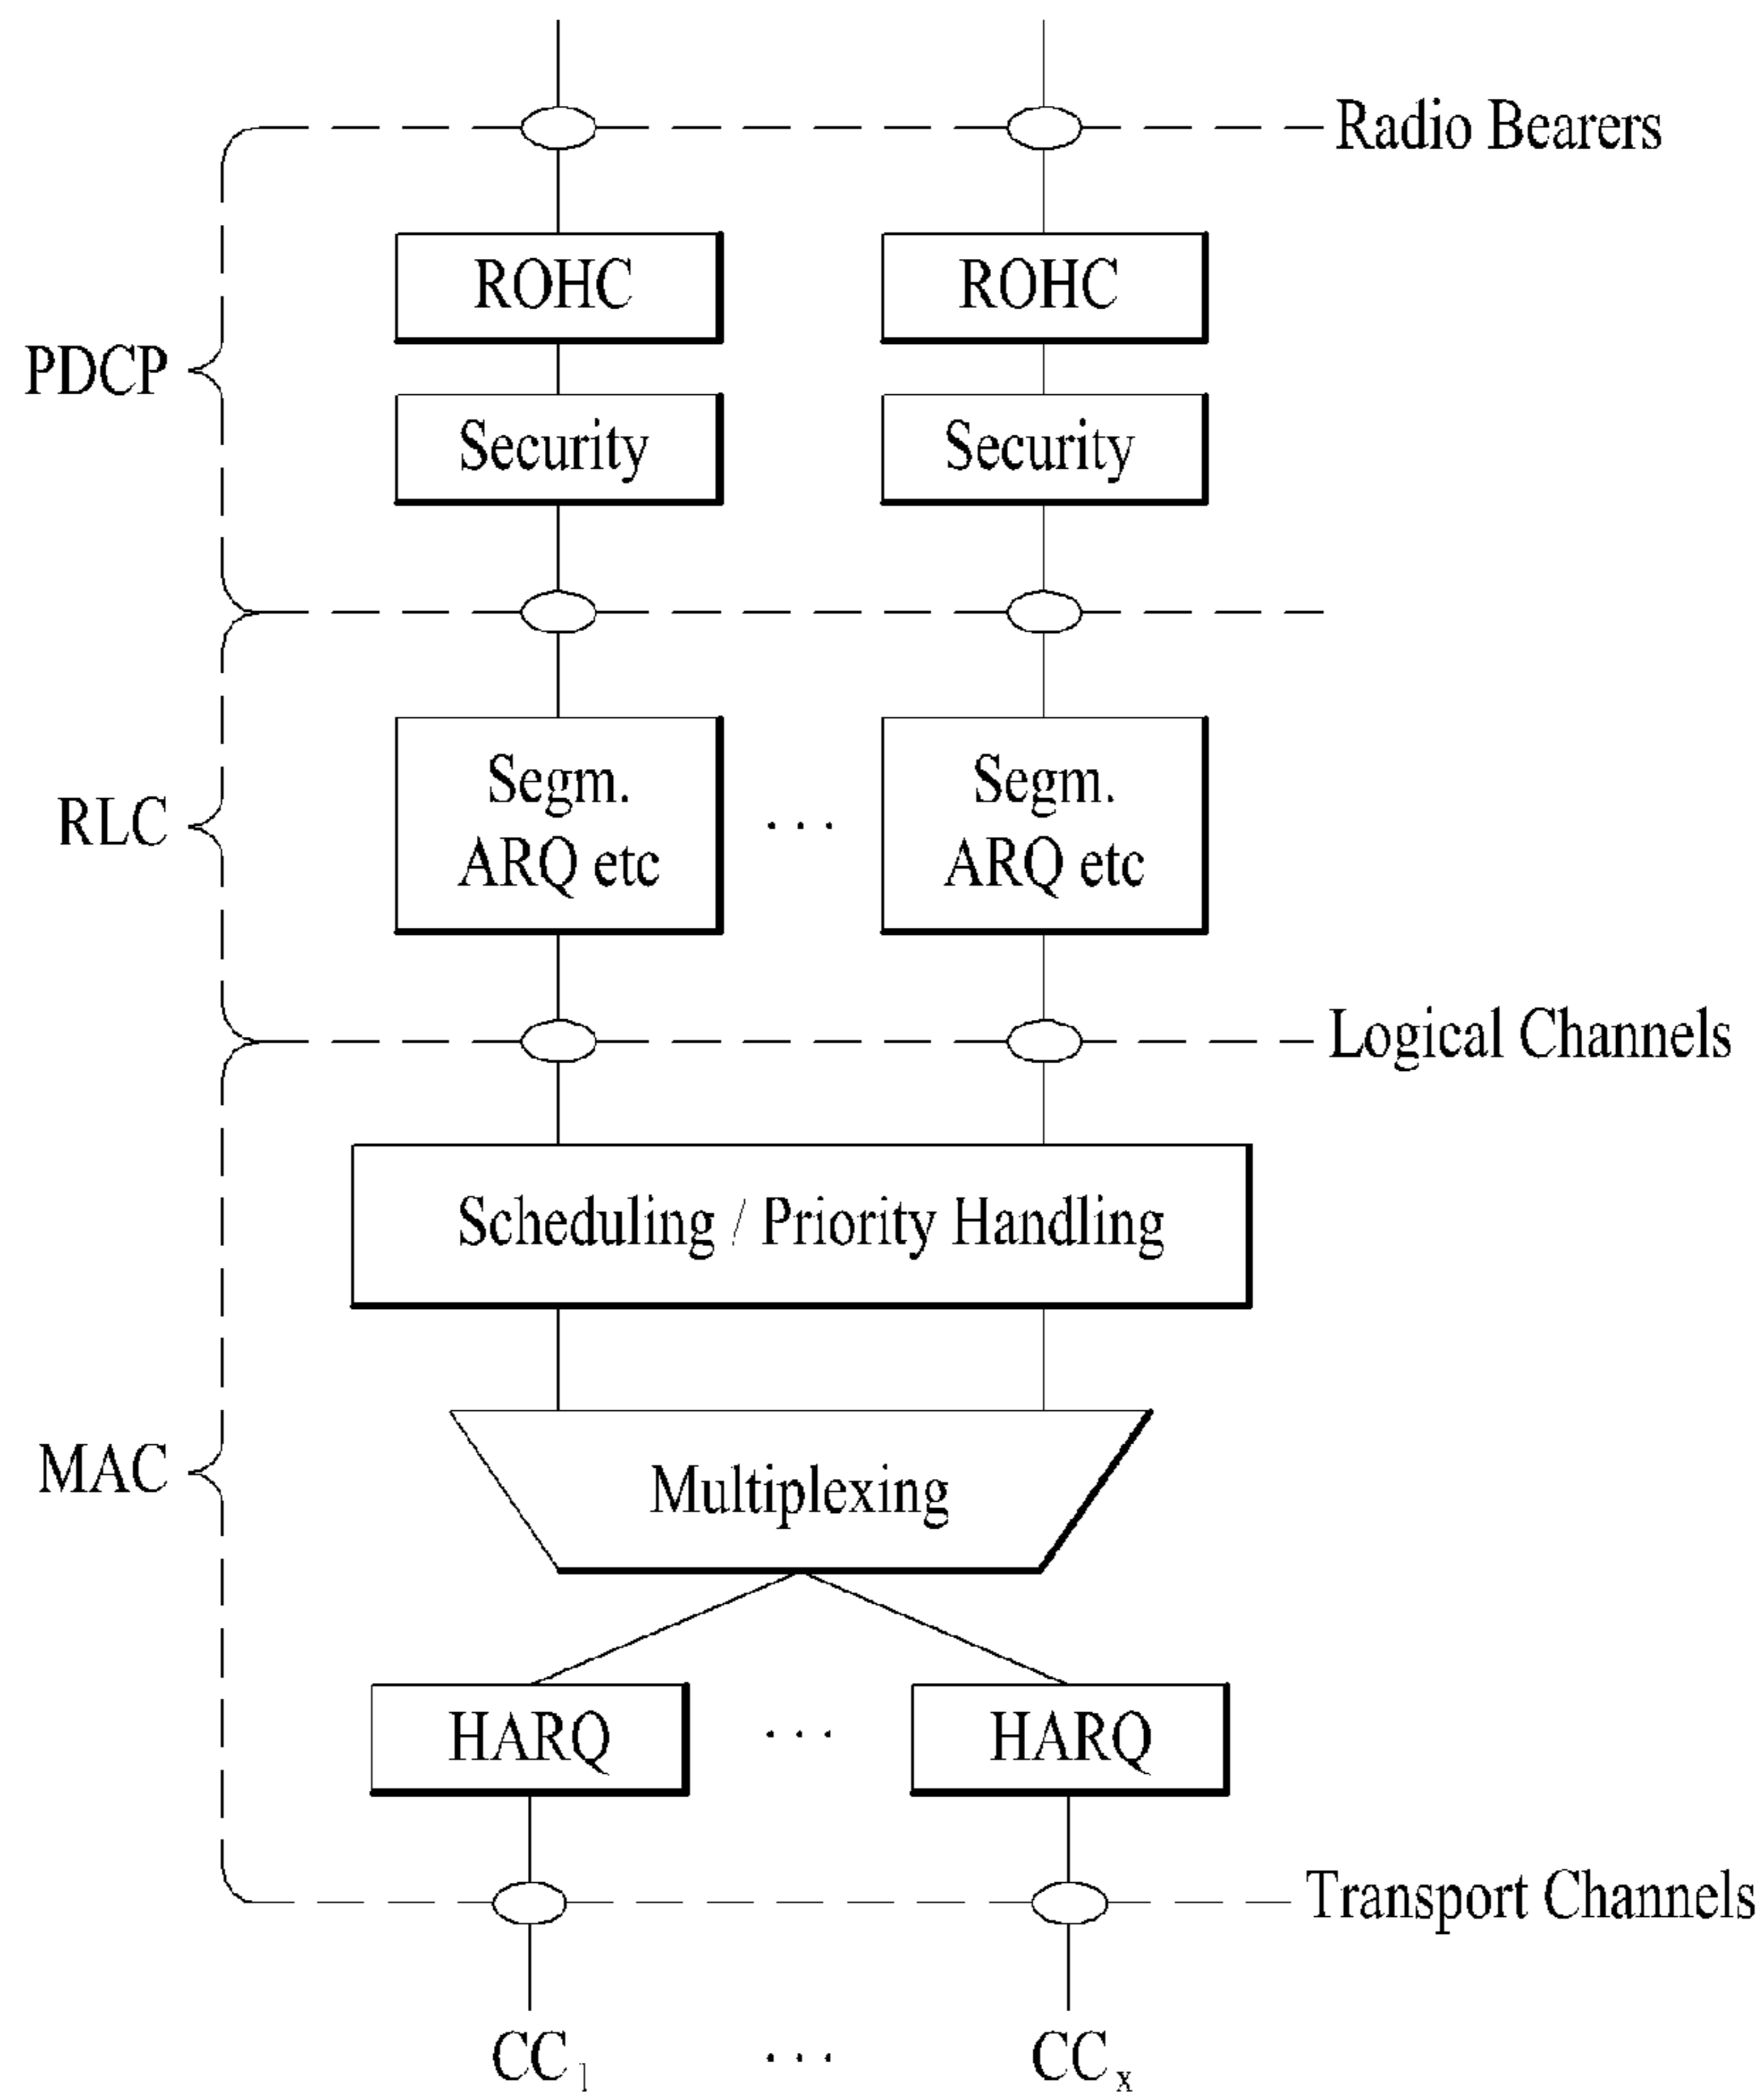 Radio Bearers
ROHC
ROHC
PDCP
Security
Security
Segm.
ARQ etc
...
Segm.
ARQ etc
RLC
Logical Channels
Scheduling / Priority Handling
Multiplexing
MAC
HARQ
...
HARQ
Transport Channels
CC1
...
CCx